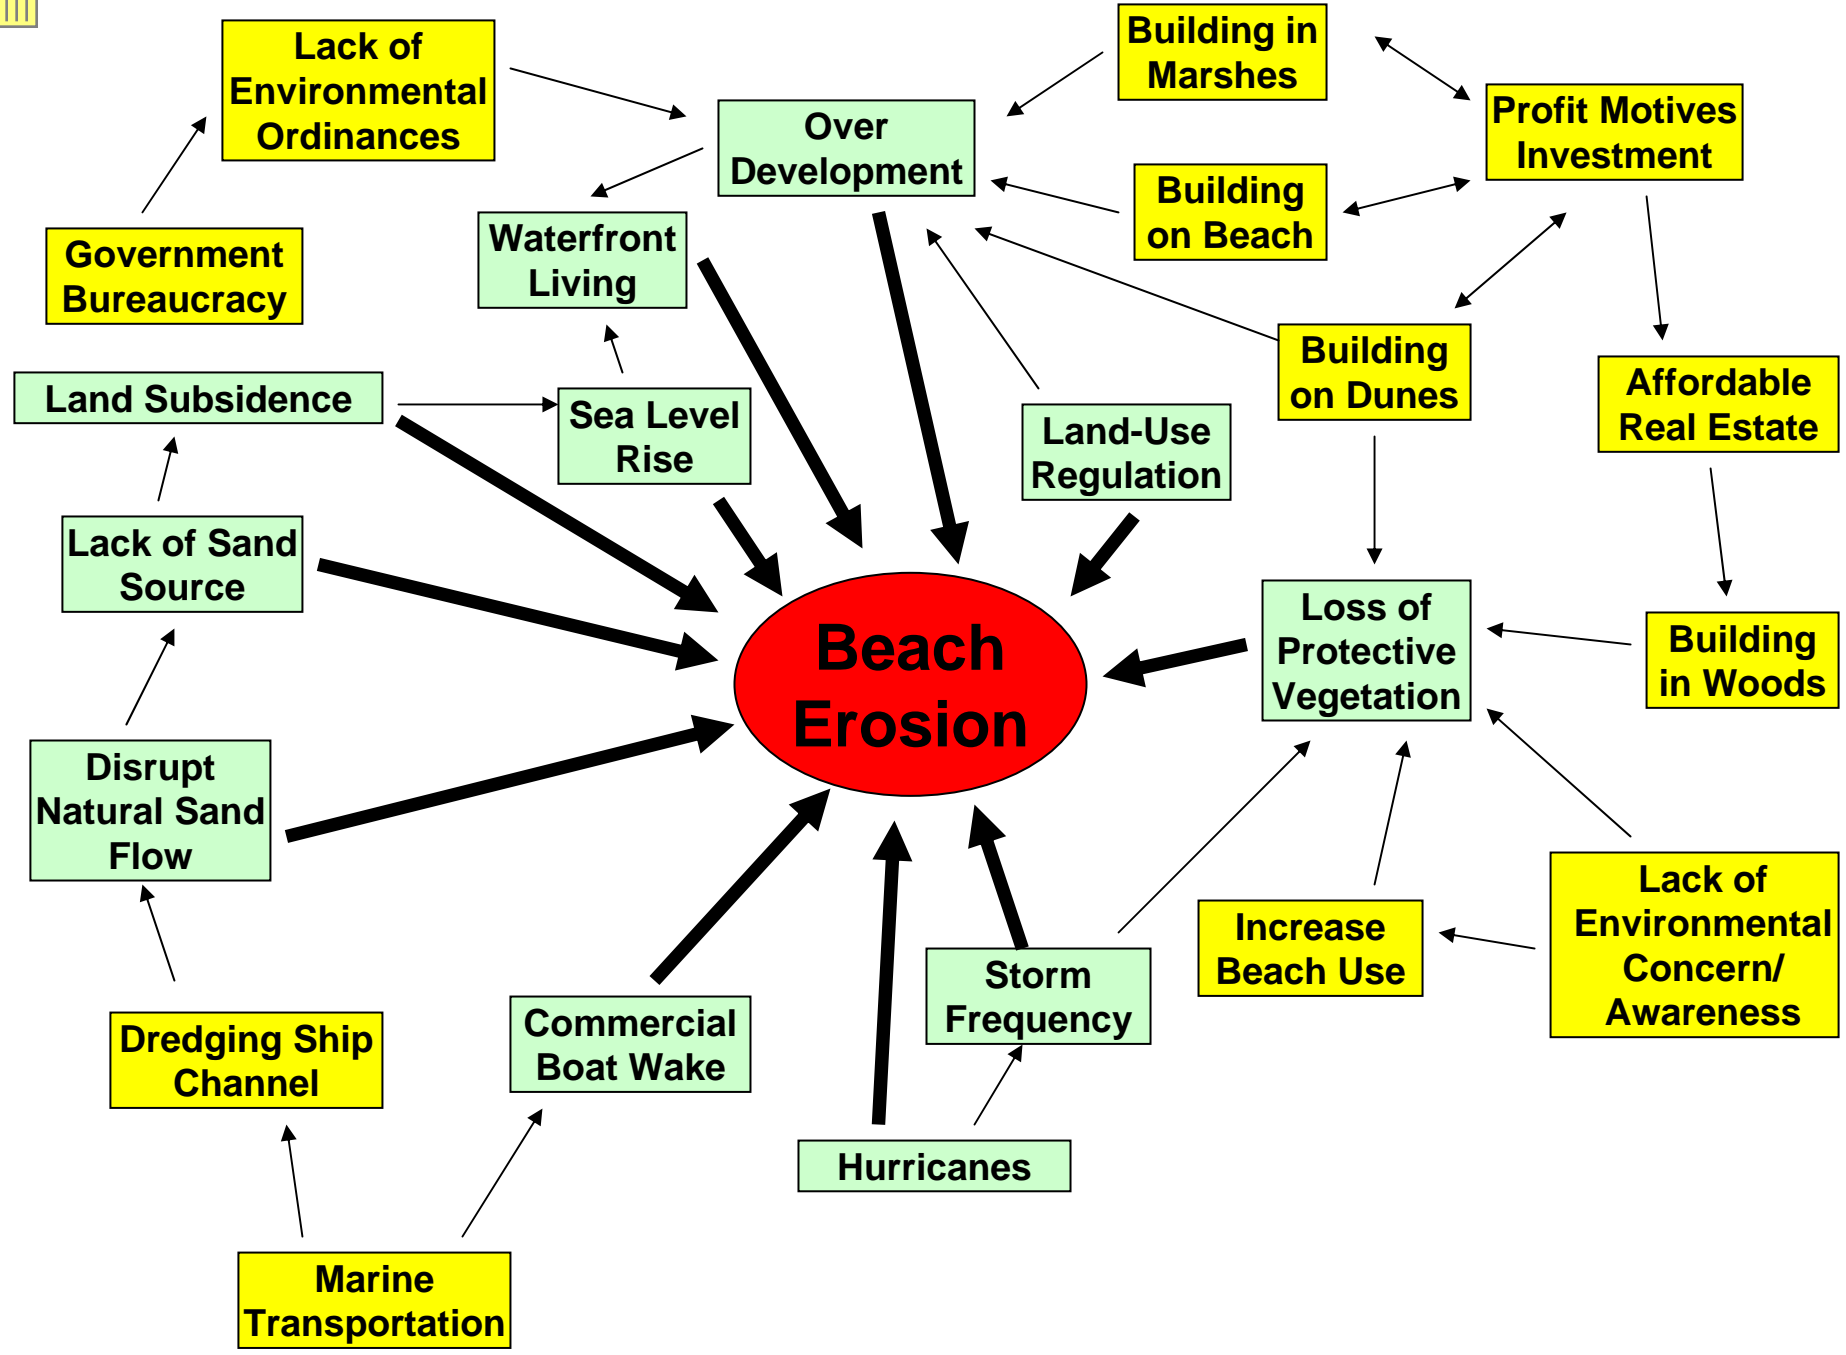 Lack of
Environmental
Ordinances
Building in
Marshes
Profit Motives
Investment
Over
Development
Building
on Beach
Government
Bureaucracy
Waterfront
Living
Building
on Dunes
Affordable
Real Estate
Land Subsidence
Sea Level
Rise
Land-Use
Regulation
Lack of Sand
Source
Loss of
Protective
Vegetation
Building
in Woods
Beach
Erosion
Disrupt
Natural Sand
Flow
Lack of
Environmental
Concern/
Awareness
Increase
Beach Use
Storm
Frequency
Commercial
Boat Wake
Dredging Ship
Channel
Hurricanes
Marine
Transportation